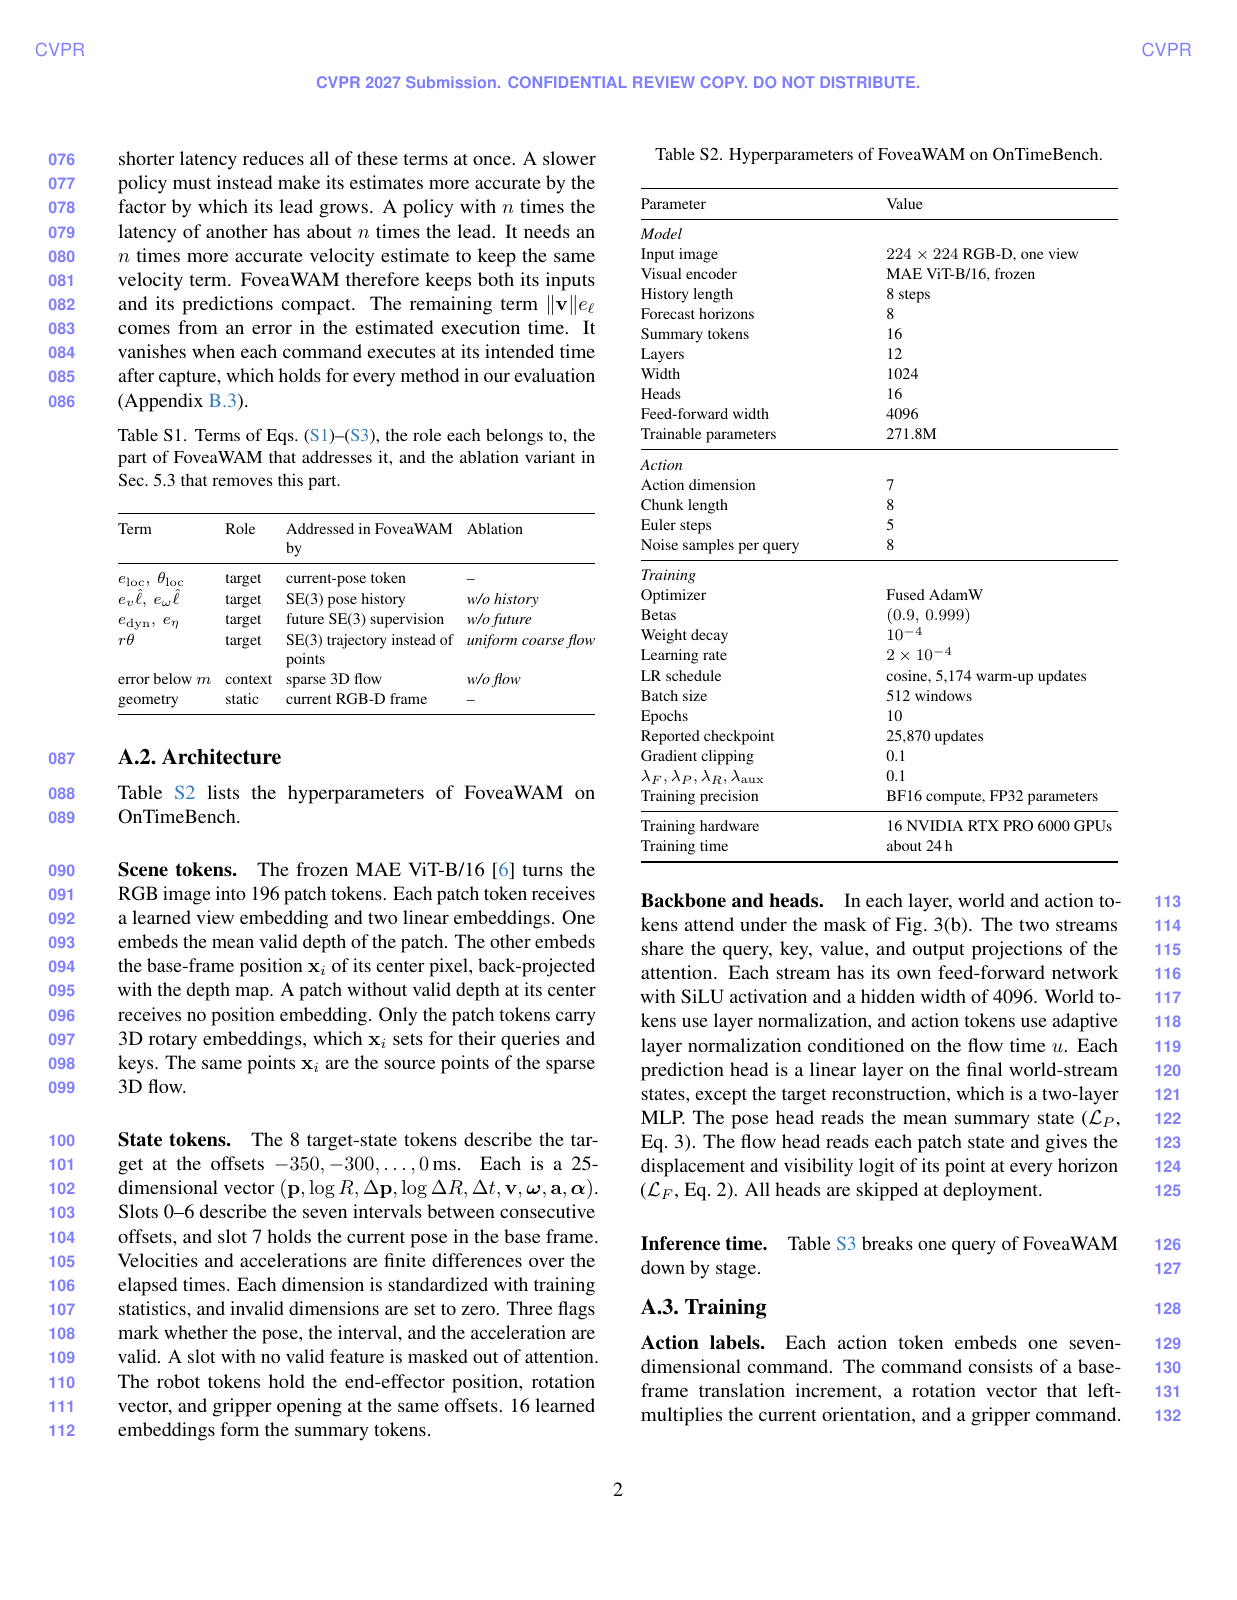 CVPR
CVPR
CVPR 2027 Submission. CONFIDENTIAL REVIEW COPY. DO NOT DISTRIBUTE.
076 shorter latency reduces all of these terms at once. A slower
077 policy must instead make its estimates more accurate by the
078 factor by which its lead grows. A policy with n times the
079 latency of another has about n times the lead. It needs an
080 n times more accurate velocity estimate to keep the same
081 velocity term. FoveaWAM therefore keeps both its inputs
082 and its predictions compact. The remaining term ‖v‖eℓ
083 comes from an error in the estimated execution time. It
084 vanishes when each command executes at its intended time
085 after capture, which holds for every method in our evaluation
086 (Appendix B.3).
Table S1. Terms of Eqs. (S1)–(S3), the role each belongs to, the
part of FoveaWAM that addresses it, and the ablation variant in
Sec. 5.3 that removes this part.
Term Role Addressed in FoveaWAM Ablation
by
e_loc, θ_loc target current-pose token –
e_v ℓ̂, e_ω ℓ̂ target SE(3) pose history w/o history
e_dyn, e_η target future SE(3) supervision w/o future
rθ target SE(3) trajectory instead of uniform coarse flow
points
error below m context sparse 3D flow w/o flow
geometry static current RGB-D frame –
087 A.2. Architecture
088 Table S2 lists the hyperparameters of FoveaWAM on
089 OnTimeBench.
090 Scene tokens. The frozen MAE ViT-B/16 [6] turns the
091 RGB image into 196 patch tokens. Each patch token receives
092 a learned view embedding and two linear embeddings. One
093 embeds the mean valid depth of the patch. The other embeds
094 the base-frame position x_i of its center pixel, back-projected
095 with the depth map. A patch without valid depth at its center
096 receives no position embedding. Only the patch tokens carry
097 3D rotary embeddings, which x_i sets for their queries and
098 keys. The same points x_i are the source points of the sparse
099 3D flow.
100 State tokens. The 8 target-state tokens describe the tar-
101 get at the offsets −350, −300, . . . , 0 ms. Each is a 25-
102 dimensional vector (p, log R, Δp, log ΔR, Δt, v, ω, a, α).
103 Slots 0–6 describe the seven intervals between consecutive
104 offsets, and slot 7 holds the current pose in the base frame.
105 Velocities and accelerations are finite differences over the
106 elapsed times. Each dimension is standardized with training
107 statistics, and invalid dimensions are set to zero. Three flags
108 mark whether the pose, the interval, and the acceleration are
109 valid. A slot with no valid feature is masked out of attention.
110 The robot tokens hold the end-effector position, rotation
111 vector, and gripper opening at the same offsets. 16 learned
112 embeddings form the summary tokens.
Table S2. Hyperparameters of FoveaWAM on OnTimeBench.
Parameter Value
Model
Input image 224 × 224 RGB-D, one view
Visual encoder MAE ViT-B/16, frozen
History length 8 steps
Forecast horizons 8
Summary tokens 16
Layers 12
Width 1024
Heads 16
Feed-forward width 4096
Trainable parameters 271.8M
Action
Action dimension 7
Chunk length 8
Euler steps 5
Noise samples per query 8
Training
Optimizer Fused AdamW
Betas (0.9, 0.999)
Weight decay 10⁻⁴
Learning rate 2 × 10⁻⁴
LR schedule cosine, 5,174 warm-up updates
Batch size 512 windows
Epochs 10
Reported checkpoint 25,870 updates
Gradient clipping 0.1
λ_F, λ_P, λ_R, λ_aux 0.1
Training precision BF16 compute, FP32 parameters
Training hardware 16 NVIDIA RTX PRO 6000 GPUs
Training time about 24 h
Backbone and heads. In each layer, world and action to- 113
kens attend under the mask of Fig. 3(b). The two streams 114
share the query, key, value, and output projections of the 115
attention. Each stream has its own feed-forward network 116
with SiLU activation and a hidden width of 4096. World to- 117
kens use layer normalization, and action tokens use adaptive 118
layer normalization conditioned on the flow time u. Each 119
prediction head is a linear layer on the final world-stream 120
states, except the target reconstruction, which is a two-layer 121
MLP. The pose head reads the mean summary state (ℒ_P, 122
Eq. 3). The flow head reads each patch state and gives the 123
displacement and visibility logit of its point at every horizon 124
(ℒ_F, Eq. 2). All heads are skipped at deployment. 125
Inference time. Table S3 breaks one query of FoveaWAM 126
down by stage. 127
A.3. Training 128
Action labels. Each action token embeds one seven- 129
dimensional command. The command consists of a base- 130
frame translation increment, a rotation vector that left- 131
multiplies the current orientation, and a gripper command. 132
2